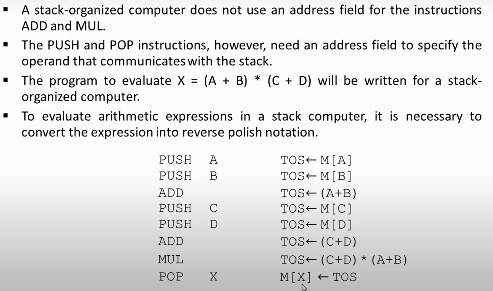 ▪ A stack-organized computer does not use an address field for the instructions
ADD and MUL.
▪ The PUSH and POP instructions, however, need an address field to specify the
operand that communicates with the stack.
▪ The program to evaluate X = (A + B) * (C + D) will be written for a stack-
organized computer.
▪ To evaluate arithmetic expressions in a stack computer, it is necessary to
convert the expression into reverse polish notation.
PUSH A TOS← M[A]
PUSH B TOS← M[B]
ADD TOS← (A+B)
PUSH C TOS← M[C]
PUSH D TOS← M[D]
ADD TOS← (C+D)
MUL TOS← (C+D) * (A+B)
POP X M[X] ← TOS